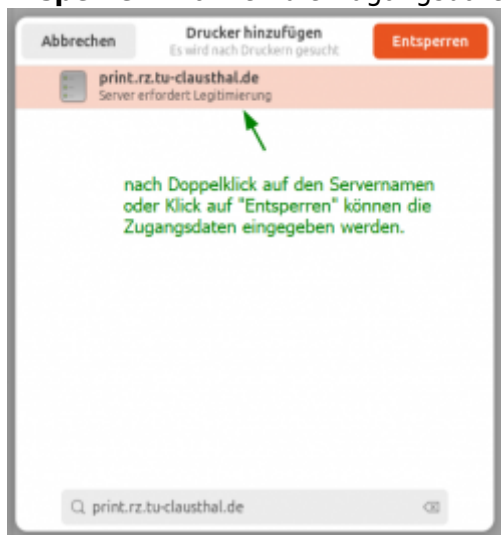 Abbrechen
Drucker hinzufügen
Es wird nach Druckern gesucht
Entsperren
print.rz.tu-clausthal.de
Server erfordert Legitimierung
nach Doppelklick auf den Servernamen
oder Klick auf "Entsperren" können die
Zugangsdaten eingegeben werden.
print.rz.tu-clausthal.de